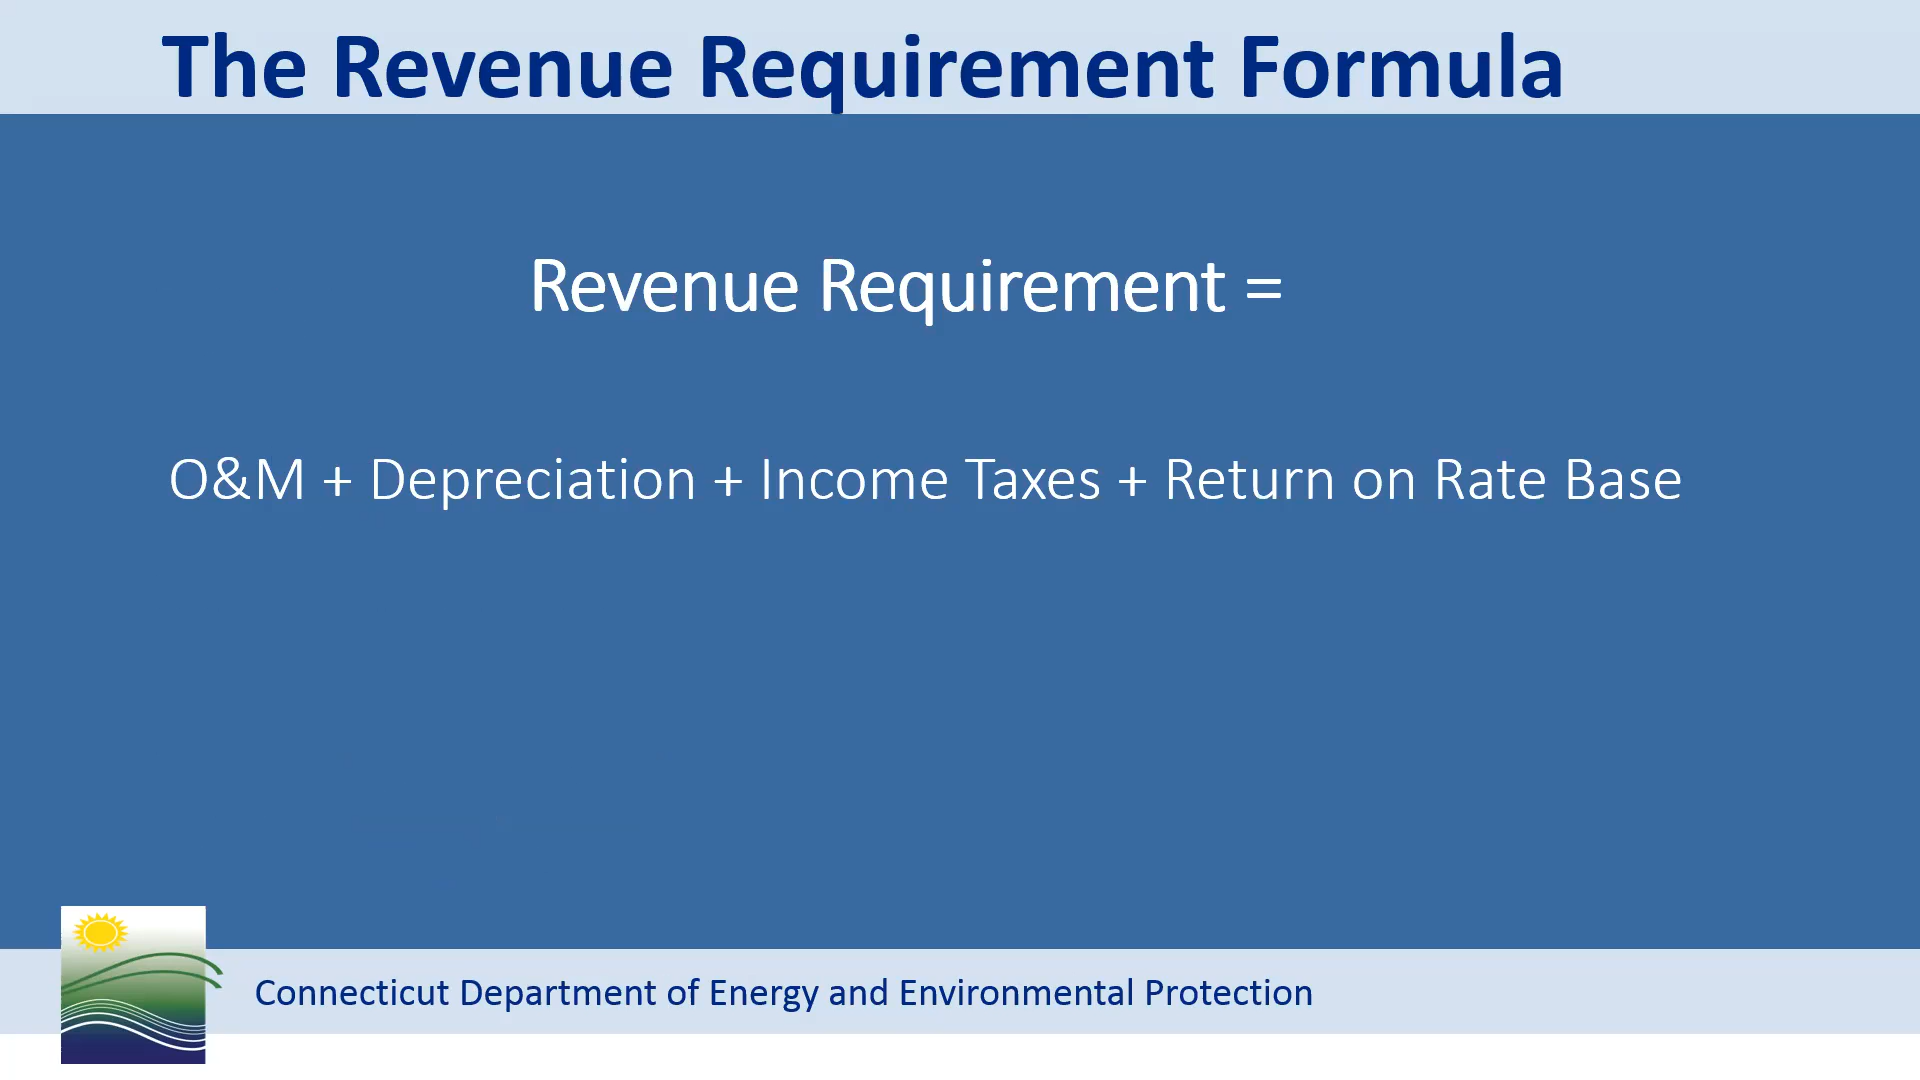 The Revenue Requirement Formula
Revenue Requirement =
O&M + Depreciation + Income Taxes + Return on Rate Base
Connecticut Department of Energy and Environmental Protection